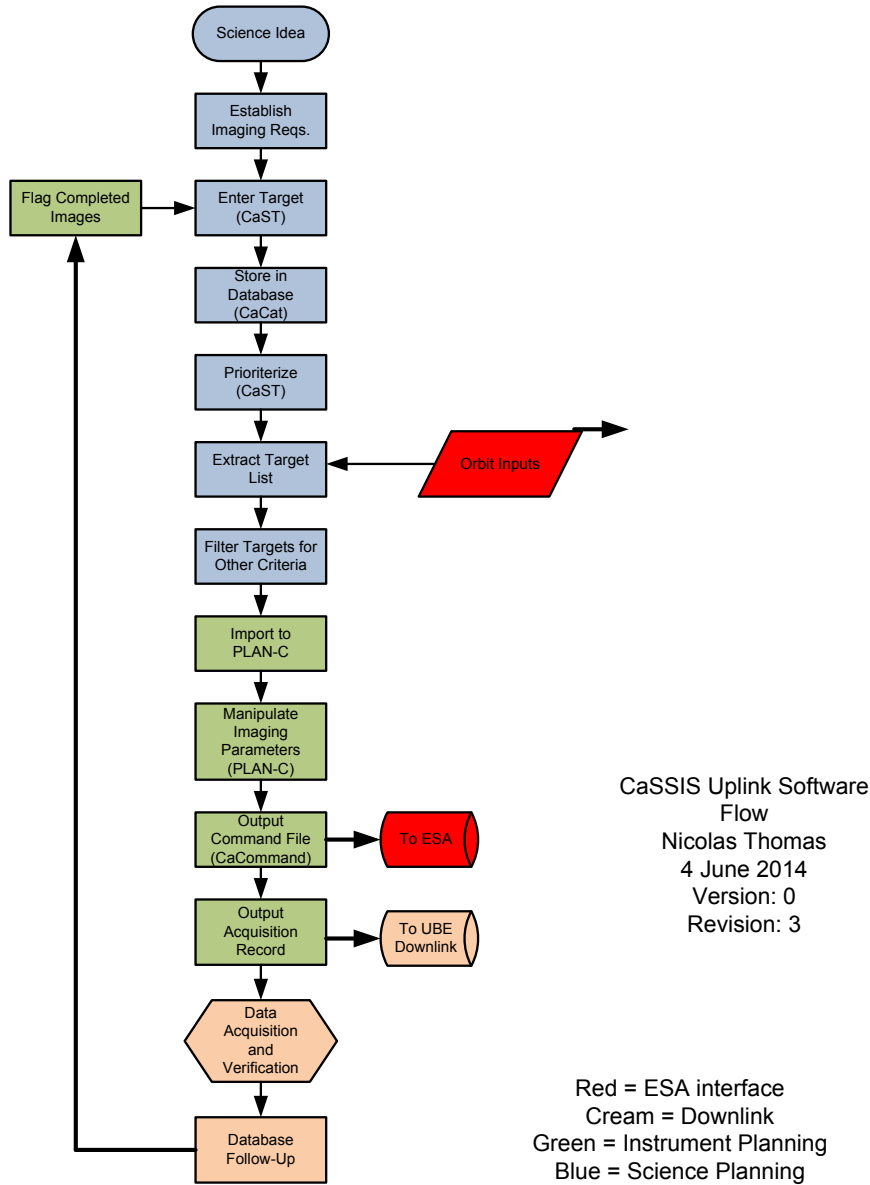 Science Idea
Establish
Imaging Reqs.
Flag Completed
Images
Enter Target
(CaST)
Store in
Database
(CaCat)
Prioriterize
(CaST)
Extract Target
List
Orbit Inputs
Filter Targets for
Other Criteria
Import to
PLAN-C
Manipulate
Imaging
Parameters
(PLAN-C)
Output
Command File
(CaCommand)
To ESA
Output
Acquisition
Record
To UBE
Downlink
Data
Acquisition
and
Verification
Database
Follow-Up
CaSSIS Uplink Software
Flow
Nicolas Thomas
4 June 2014
Version: 0
Revision: 3
Red = ESA interface
Cream = Downlink
Green = Instrument Planning
Blue = Science Planning